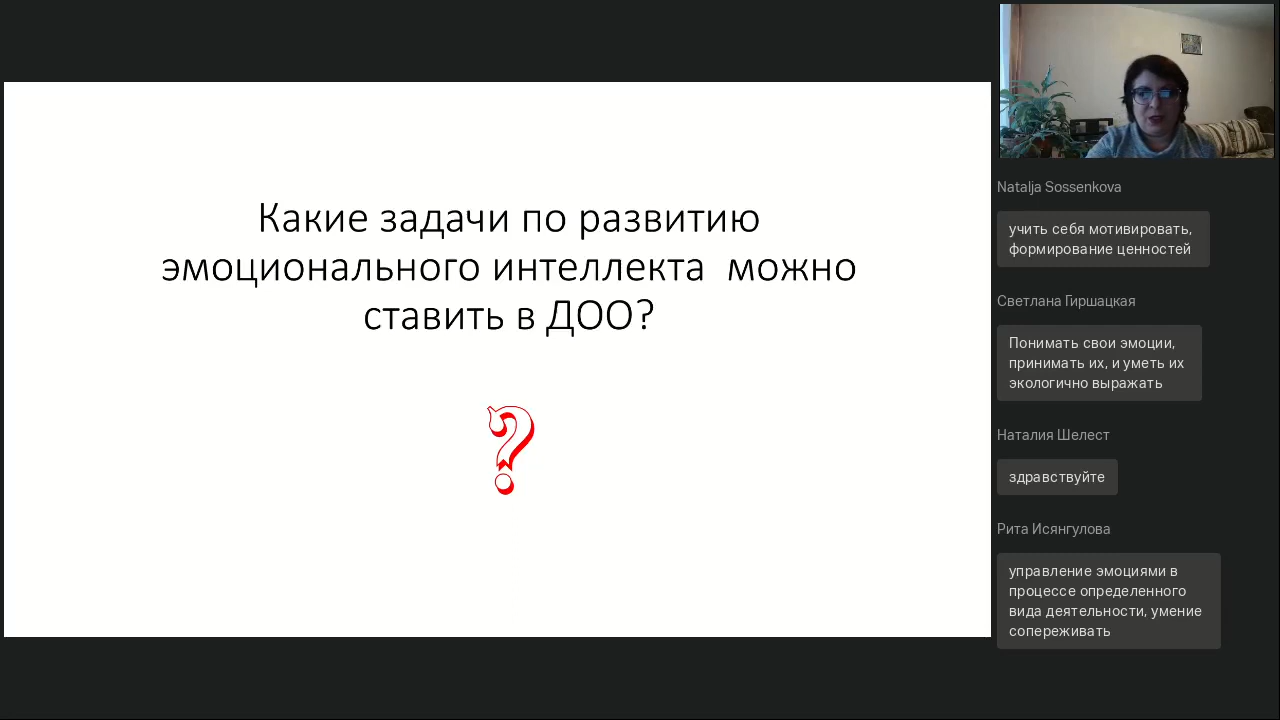 Какие задачи по развитию
эмоционального интеллекта можно
ставить в ДОО?
?
Natalja Sossenkova
учить себя мотивировать,
формирование ценностей
Светлана Гиршацкая
Понимать свои эмоции,
принимать их, и уметь их
экологично выражать
Наталия Шелест
здравствуйте
Рита Исянгулова
управление эмоциями в
процессе определенного
вида деятельности, умение
сопереживать